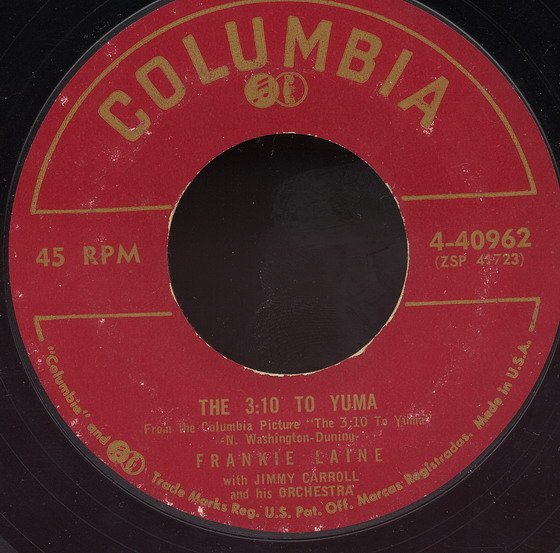 COLUMBIA
45 RPM
4-40962
(ZSP 41723)
THE 3:10 TO YUMA
From the Columbia Picture "The 3:10 To Yuma"
-N. Washington-Duning-
FRANKIE LAINE
with JIMMY CARROLL
and his ORCHESTRA
"Columbia" and Trade Marks Reg. U.S. Pat. Off. Marcas Registradas. Made in U.S.A.